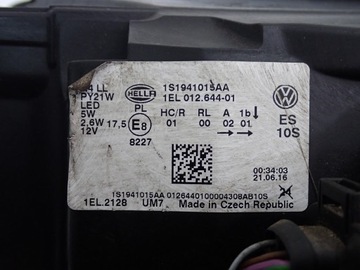 LL
PY21W
LED
5W
2,6W
12V
17,5
HELLA
PL
E8
8227
1S1941015AA
1EL 012.644-01
HC/R RL A 1b
01 00 02 01
ES
10S
00:34:03
21.06.16
1S1941015AA 0126440100004308AB10S
1EL.2128 UM7 Made in Czech Republic